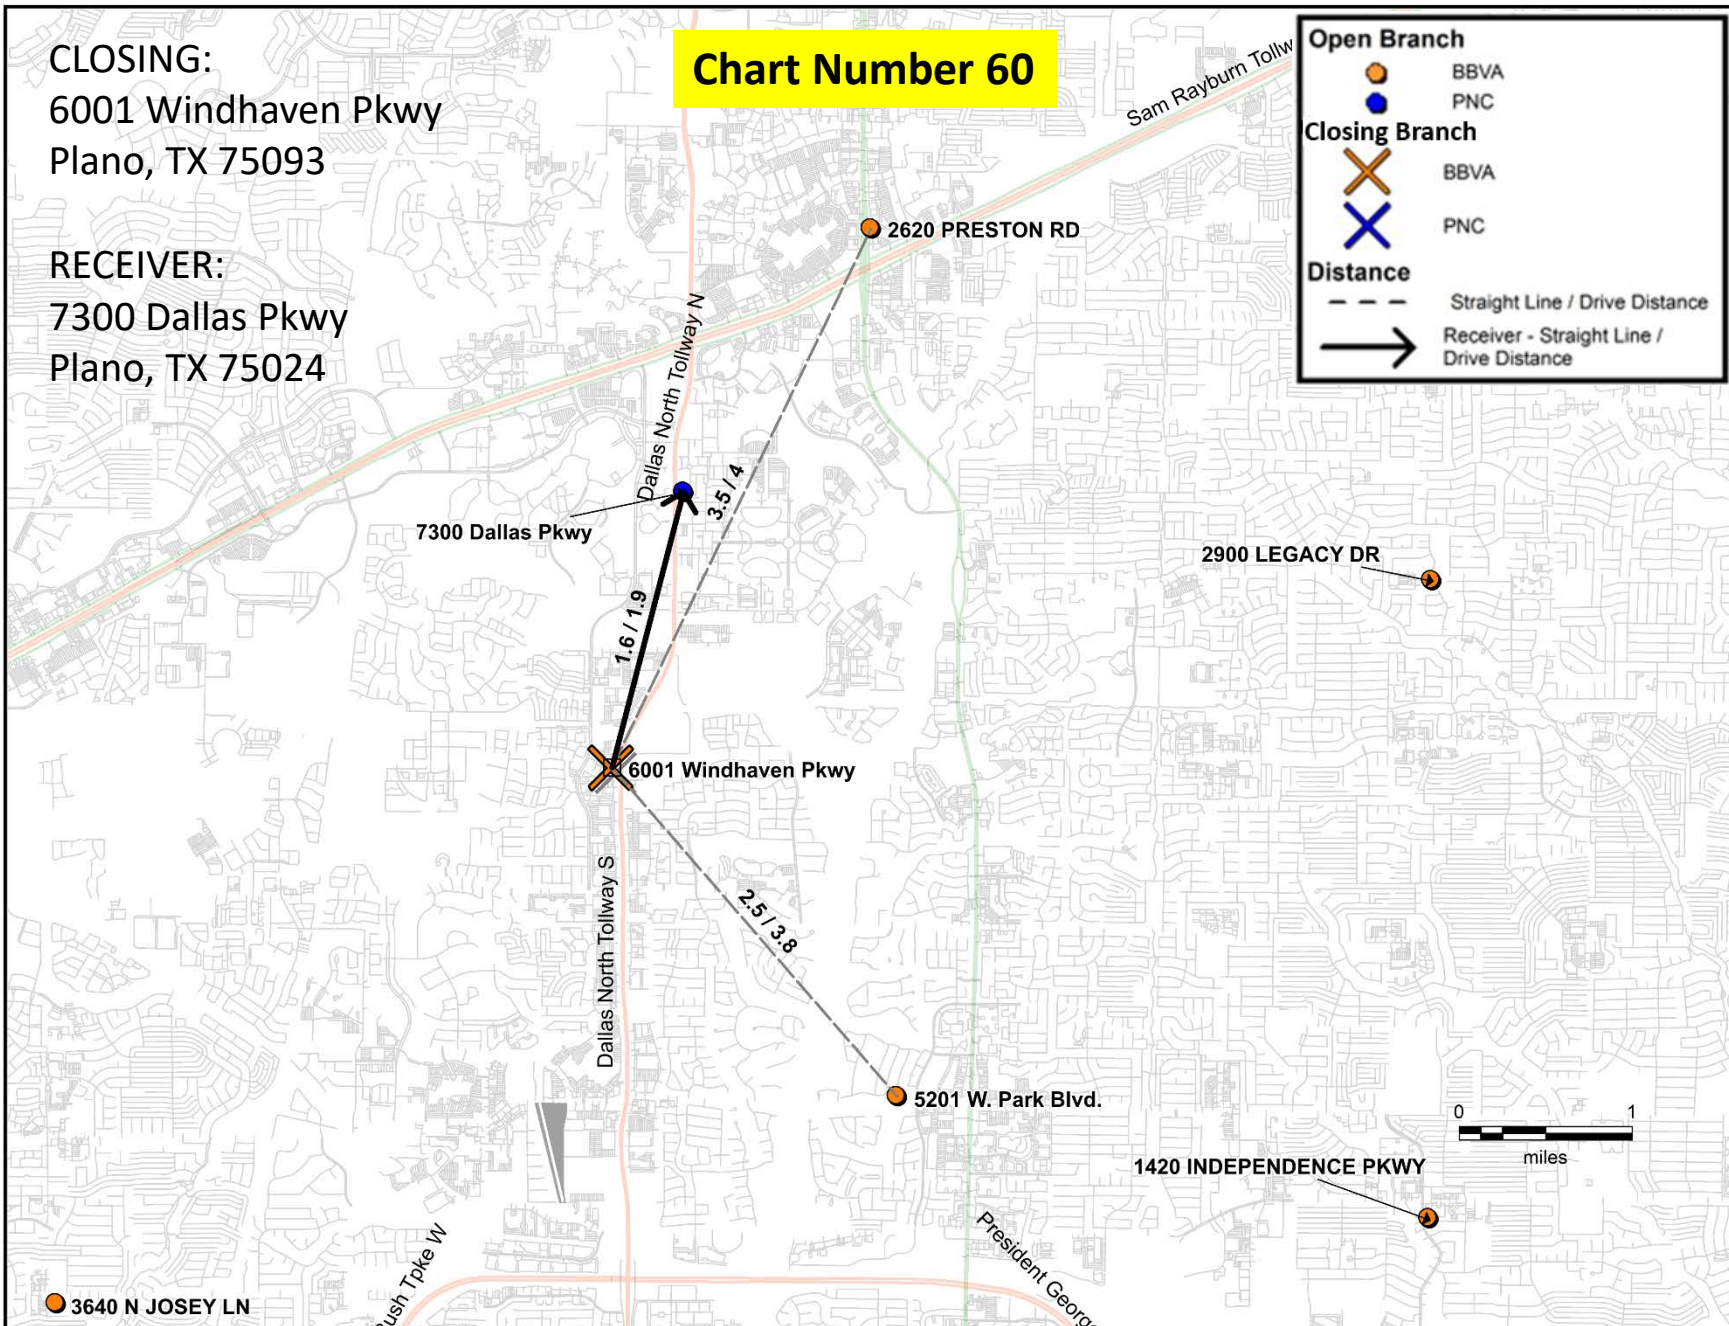 CLOSING:
6001 Windhaven Pkwy
Plano, TX 75093
RECEIVER:
7300 Dallas Pkwy
Plano, TX 75024
Chart Number 60
Sam Rayburn Tollw
Open Branch
BBVA
PNC
Closing Branch
BBVA
PNC
Distance
Straight Line / Drive Distance
Receiver - Straight Line /
Drive Distance
2620 PRESTON RD
Dallas North Tollway N
3.5 / 4
7300 Dallas Pkwy
2900 LEGACY DR
1.6 / 1.9
6001 Windhaven Pkwy
Dallas North Tollway S
2.5 / 3.8
5201 W. Park Blvd.
0 1
miles
1420 INDEPENDENCE PKWY
President George
Bush Tpke W
3640 N JOSEY LN